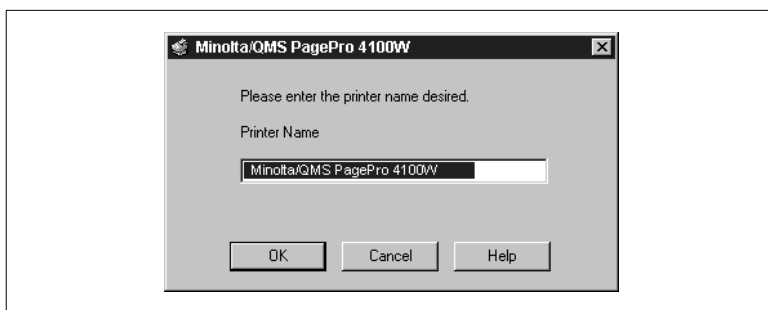 Minolta/QMS PagePro 4100W
Please enter the printer name desired.
Printer Name
Minolta/QMS PagePro 4100W
OK
Cancel
Help